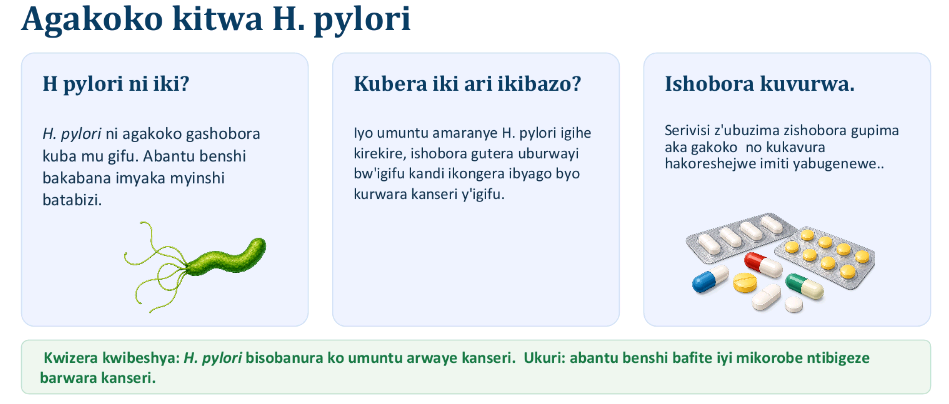 Agakoko kitwa H. pylori
H pylori ni iki?
H. pylori ni agakoko gashobora
kuba mu gifu. Abantu benshi
bakabana imyaka myinshi
batabizi.
Kubera iki ari ikibazo?
Iyo umuntu amaranye H. pylori igihe
kirekire, ishobora gutera uburwayi
bw'igifu kandi ikongera ibyago byo
kurwara kanseri y'igifu.
Ishobora kuvurwa.
Serivisi z'ubuzima zishobora gupima
aka gakoko  no kukavura
hakoreshejwe imiti yabugenewe..
Kwizera kwibeshya: H. pylori bisobanura ko umuntu arwaye kanseri.  Ukuri: abantu benshi bafite iyi mikorobe ntibigeze
barwara kanseri.